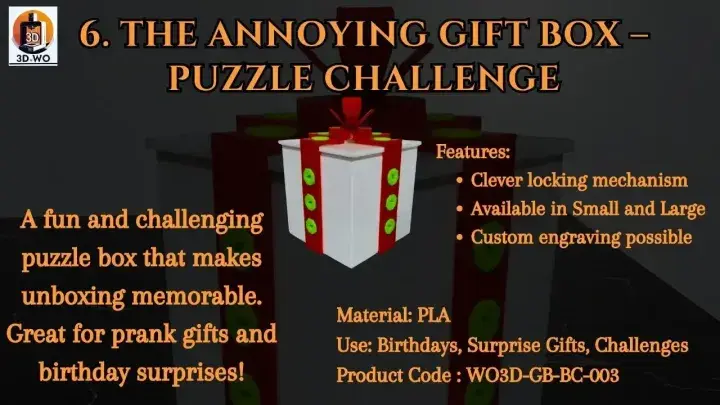 3D
3D-WO
6. THE ANNOYING GIFT BOX –
PUZZLE CHALLENGE
A fun and challenging
puzzle box that makes
unboxing memorable.
Great for prank gifts and
birthday surprises!
Features:
• Clever locking mechanism
• Available in Small and Large
• Custom engraving possible
Material: PLA
Use: Birthdays, Surprise Gifts, Challenges
Product Code : WO3D-GB-BC-003